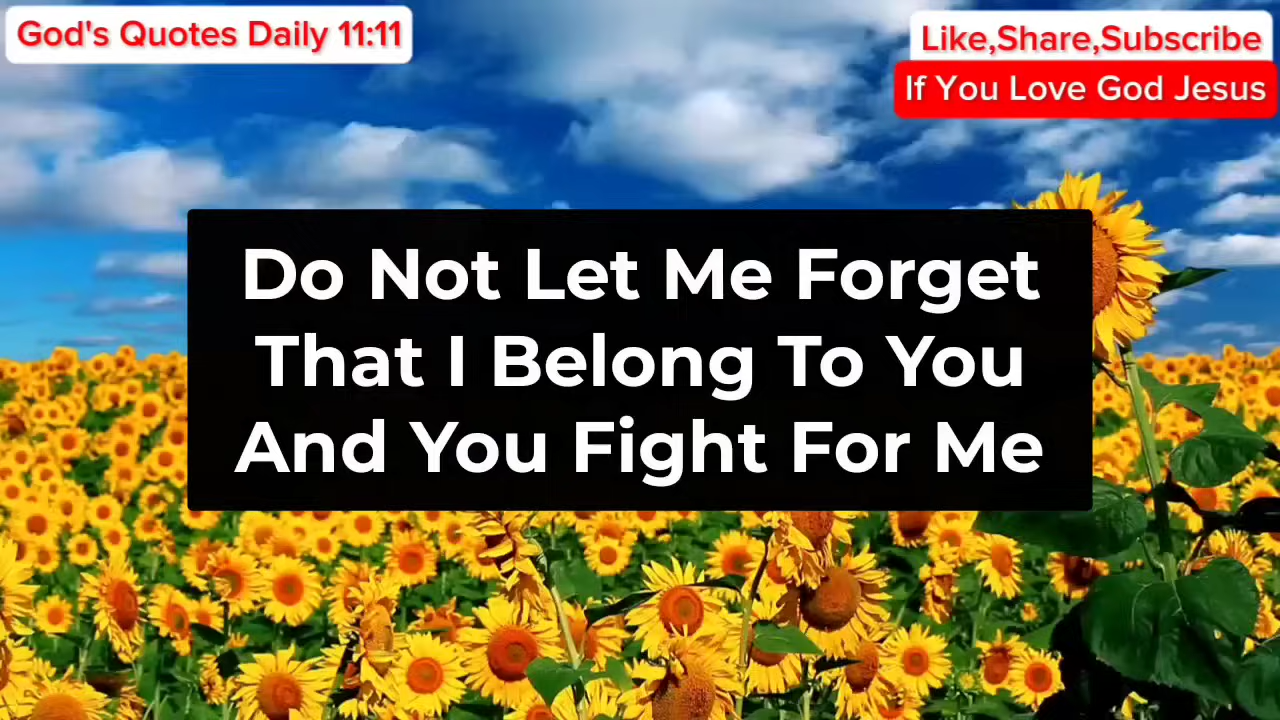 God's Quotes Daily 11:11
Like,Share,Subscribe
If You Love God Jesus
Do Not Let Me Forget
That I Belong To You
And You Fight For Me